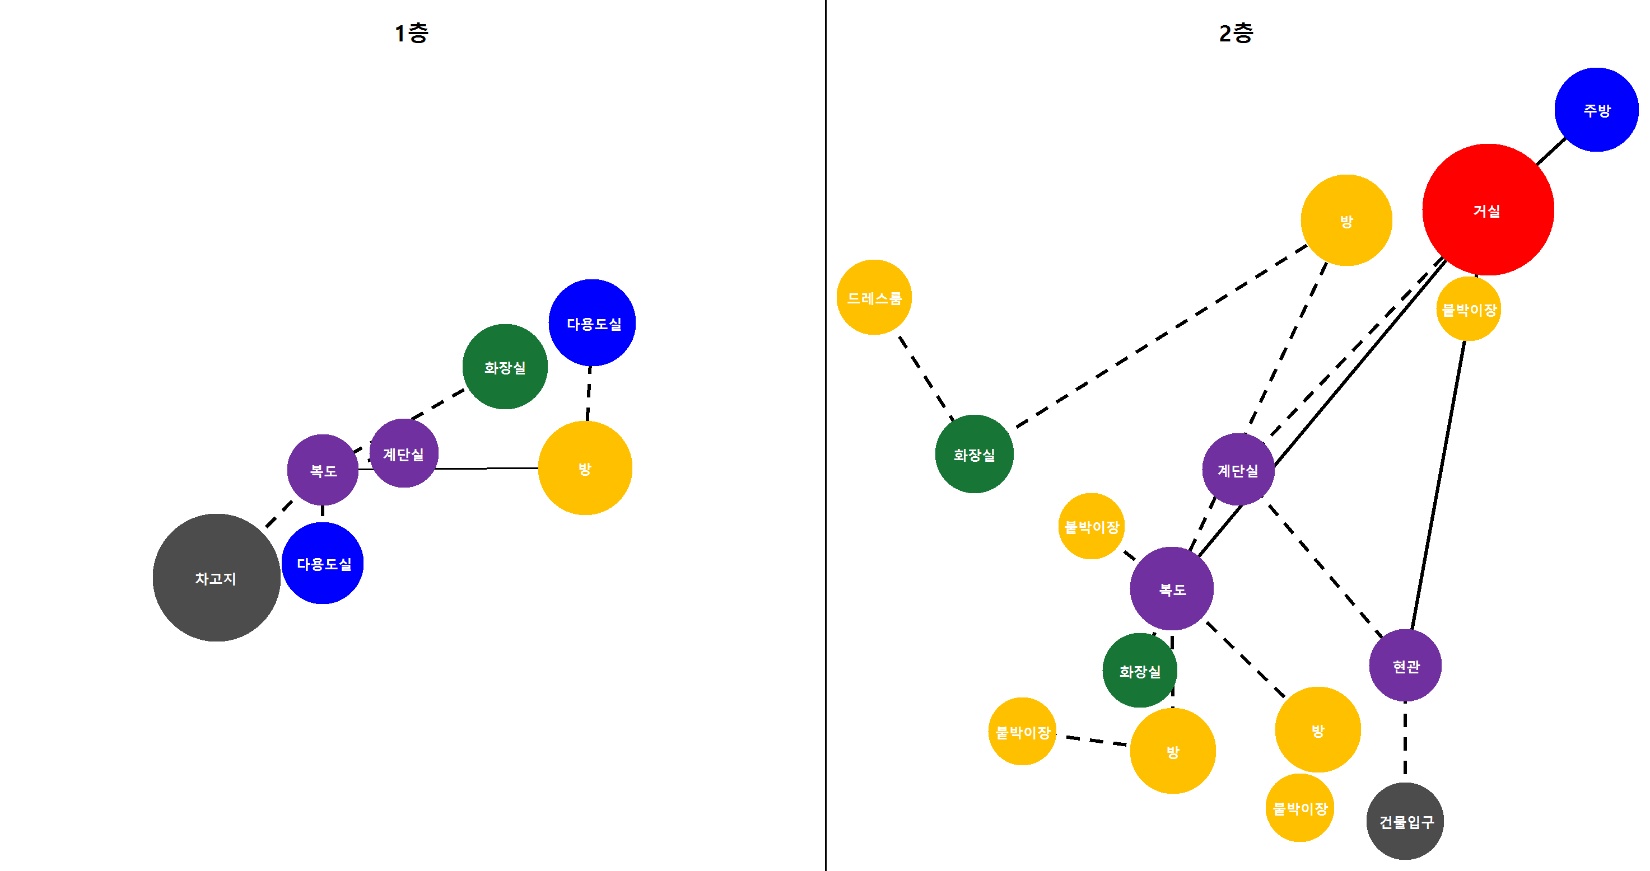 1층
다용도실
화장실
계단실
복도
방
다용도실
차고지
2층
주방
거실
방
드레스룸
붙박이장
화장실
계단실
붙박이장
복도
현관
화장실
붙박이장
방
방
붙박이장
건물입구